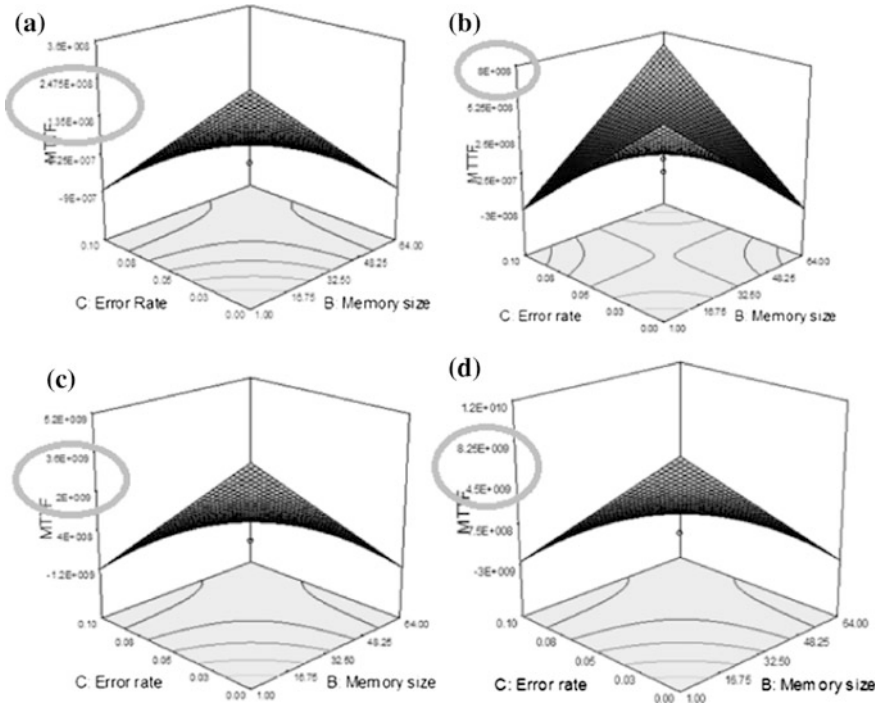 (a)
3.6E+008
2.475E+008
1.35E+008
MTTF
-9E+007
0.10
0.08
0.05
0.03
0.00
1.00
16.75
32.50
48.25
64.00
C: Error Rate
B: Memory size
(b)
8E+008
5.25E+008
2.5E+008
MTTF
-3E+008
0.10
0.08
0.05
0.03
0.00
1.00
16.75
32.50
48.25
64.00
C: Error rate
B: Memory size
(c)
5.2E+009
3.6E+009
2E+009
MTTF
4E+008
-1.2E+009
0.10
0.08
0.05
0.03
0.00
1.00
16.75
32.50
48.25
64.00
C: Error rate
B: Memory size
(d)
1.2E+010
8.25E+009
4.5E+009
MTTF
7.5E+008
-3E+009
0.10
0.08
0.05
0.03
0.00
1.00
16.75
32.50
48.25
64.00
C: Error rate
B: Memory size